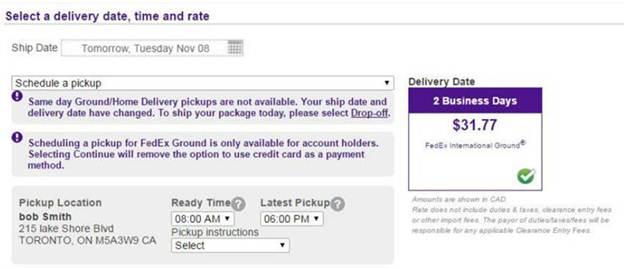 Select a delivery date, time and rate
Ship Date
Tomorrow, Tuesday Nov 08
Schedule a pickup
Same day Ground/Home Delivery pickups are not available. Your ship date and
delivery date have changed. To ship your package today, please select Drop-off.
Scheduling a pickup for FedEx Ground is only available for account holders.
Selecting Continue will remove the option to use credit card as a payment
method.
Pickup Location
bob Smith
215 lake Shore Blvd
TORONTO, ON M5A3W9 CA
Ready Time ?
08:00 AM
Latest Pickup ?
06:00 PM
Pickup instructions
Select
Delivery Date
2 Business Days
$31.77
FedEx International Ground®
Amounts are shown in CAD
Rate does not include duties & taxes, clearance entry fees
or other import fees. The payor of duties/taxes/fees will be
responsible for any applicable Clearance Entry Fees.